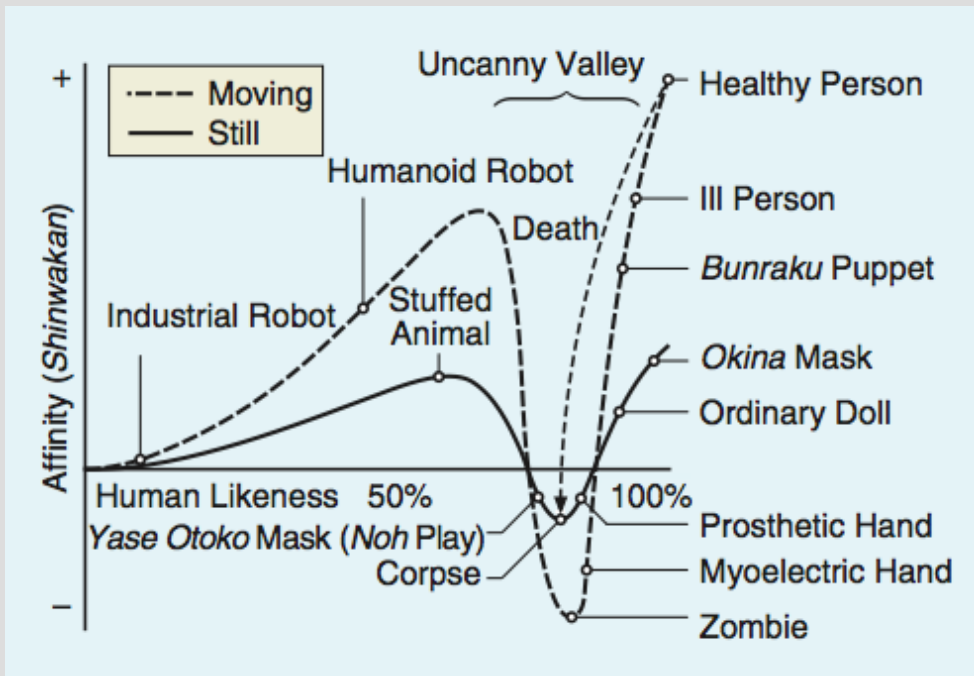 +
Moving
Still
Uncanny Valley
Healthy Person
Humanoid Robot
Ill Person
Death
Bunraku Puppet
Industrial Robot
Stuffed
Animal
Okina Mask
Ordinary Doll
Affinity (Shinwakan)
Human Likeness 50% 100%
Yase Otoko Mask (Noh Play)
Prosthetic Hand
Corpse
Myoelectric Hand
–
Zombie